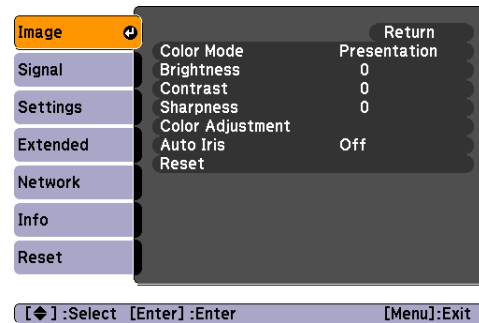 Image
Signal
Settings
Extended
Network
Info
Reset
Return
Color Mode Presentation
Brightness 0
Contrast 0
Sharpness 0
Color Adjustment
Auto Iris Off
Reset
[◆] :Select [Enter] :Enter [Menu]:Exit